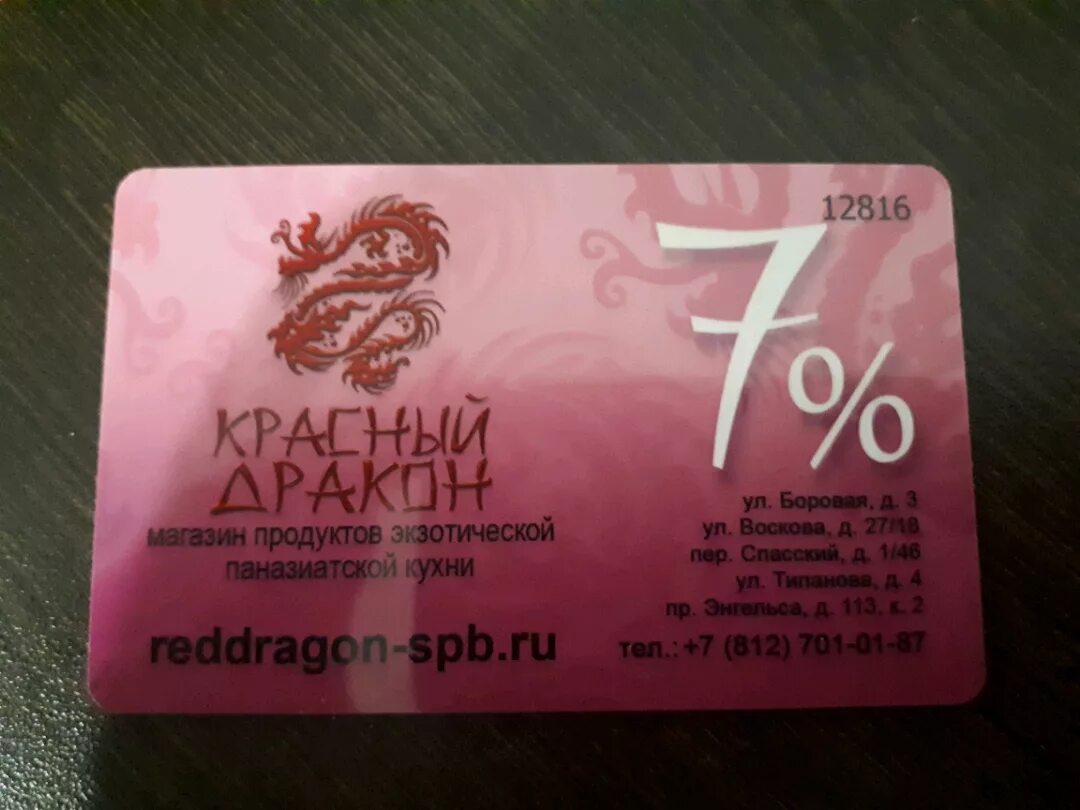 КРАСНЫЙ
ДРАКОН
магазин продуктов экзотической
паназиатской кухни
reddragon-spb.ru
12816
7%
ул. Боровая, д. 3
ул. Воскова, д. 27/18
пер. Спасский, д. 1/46
ул. Типанова, д. 4
пр. Энгельса, д. 113, к. 2
тел.: +7 (812) 701-01-87